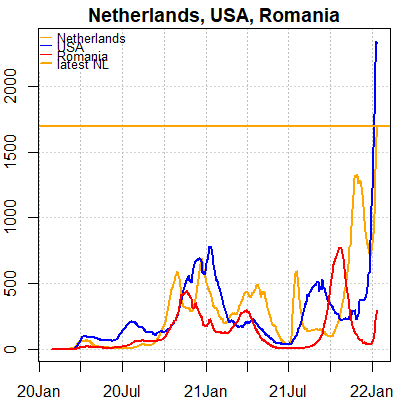 Netherlands, USA, Romania
Netherlands
USA
Romania
latest NL
2000
1500
1000
500
0
20Jan 20Jul 21Jan 21Jul 22Jan